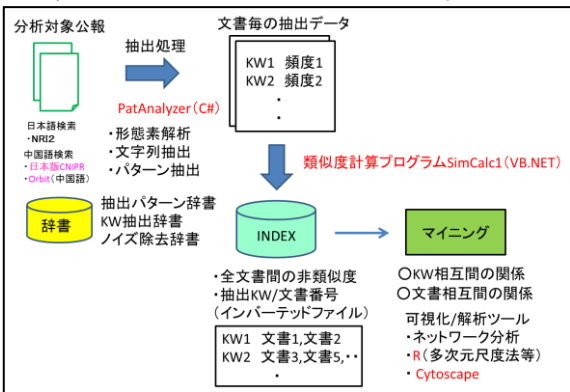 分析対象公報
抽出処理
文書毎の抽出データ
KW1 頻度1
KW2 頻度2
・
・
PatAnalyzer(C#)
日本語検索
・NRI2
中国語検索
・日本版CNIPR
・Orbit(中国語)
・形態素解析
・文字列抽出
・パターン抽出
類似度計算プログラムSimCalc1(VB.NET)
辞書
抽出パターン辞書
KW抽出辞書
ノイズ除去辞書
INDEX
マイニング
・全文書間の非類似度
・抽出KW/文書番号
(インバーテッドファイル)
KW1 文書1,文書2
KW2 文書3,文書5,・・
・
〇KW相互間の関係
〇文書相互間の関係
可視化/解析ツール
・ネットワーク分析
・R(多次元尺度法等)
・Cytoscape